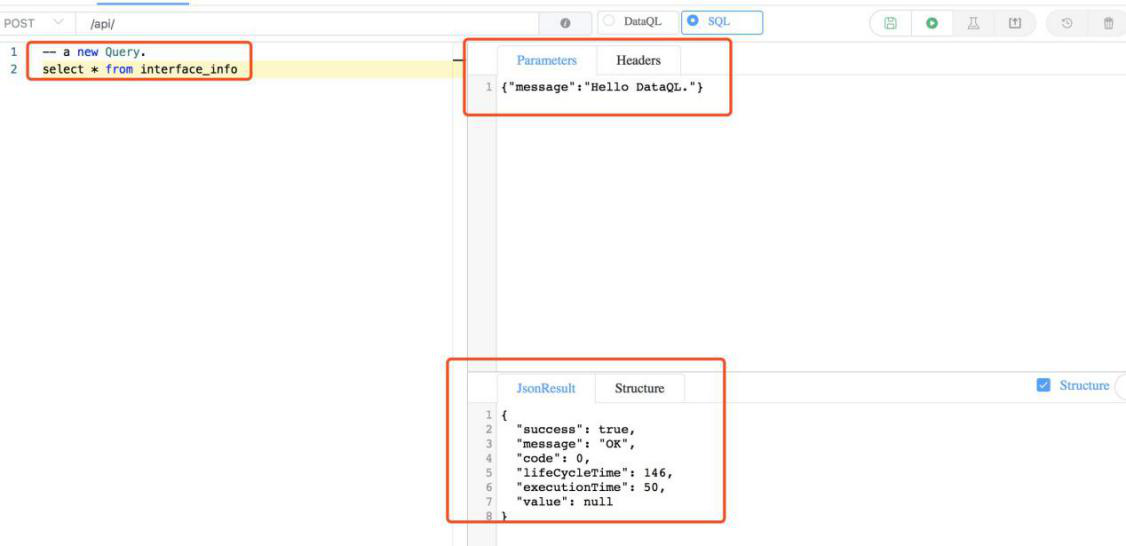 POST /api/ DataQL SQL
1 -- a new Query.
2 select * from interface_info
Parameters Headers
1 {"message":"Hello DataQL."}
JsonResult Structure Structure
1 {
2 "success": true,
3 "message": "OK",
4 "code": 0,
5 "lifeCycleTime": 146,
6 "executionTime": 50,
7 "value": null
8 }